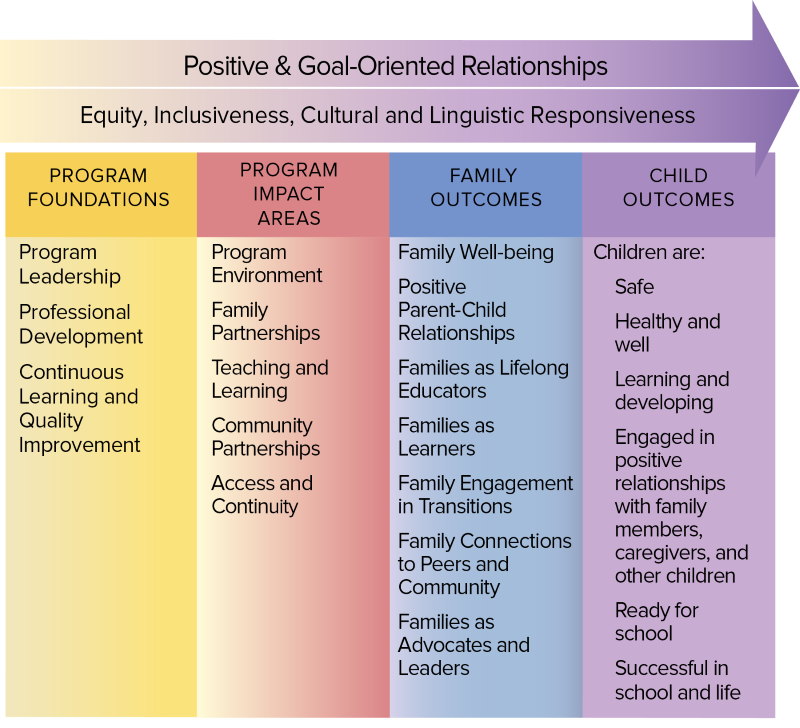 Positive & Goal-Oriented Relationships
Equity, Inclusiveness, Cultural and Linguistic Responsiveness
PROGRAM
FOUNDATIONS
Program
Leadership
Professional
Development
Continuous
Learning and
Quality
Improvement
PROGRAM
IMPACT
AREAS
Program
Environment
Family
Partnerships
Teaching and
Learning
Community
Partnerships
Access and
Continuity
FAMILY
OUTCOMES
Family Well-being
Positive
Parent-Child
Relationships
Families as Lifelong
Educators
Families as
Learners
Family Engagement
in Transitions
Family Connections
to Peers and
Community
Families as
Advocates and
Leaders
CHILD
OUTCOMES
Children are:
Safe
Healthy and
well
Learning and
developing
Engaged in
positive
relationships
with family
members,
caregivers, and
other children
Ready for
school
Successful in
school and life